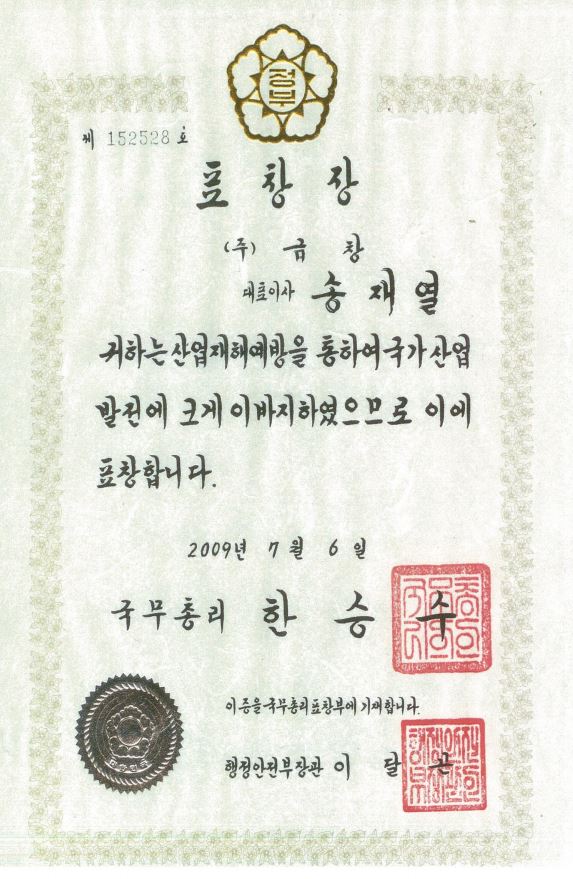 정부
제 152528 호
표 창 장
(주) 금 창
대표이사 송 재 열
귀하는 산업재해예방을 통하여 국가 산업
발전에 크게 이바지하였으므로 이에
표창합니다.
2009년 7 월 6 일
국무총리 한 승 수
이 증을 국무총리표창부에 기재합니다.
행정안전부장관 이 달 곤